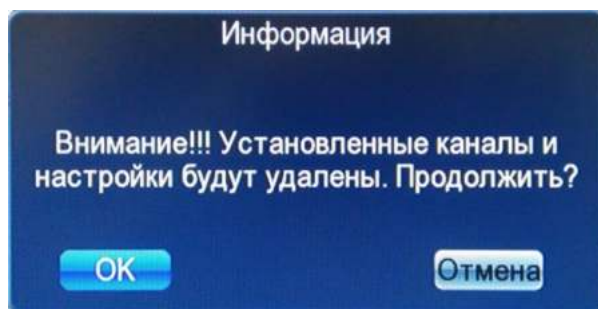 Информация
Внимание!!! Установленные каналы и
настройки будут удалены. Продолжить?
OK
Отмена